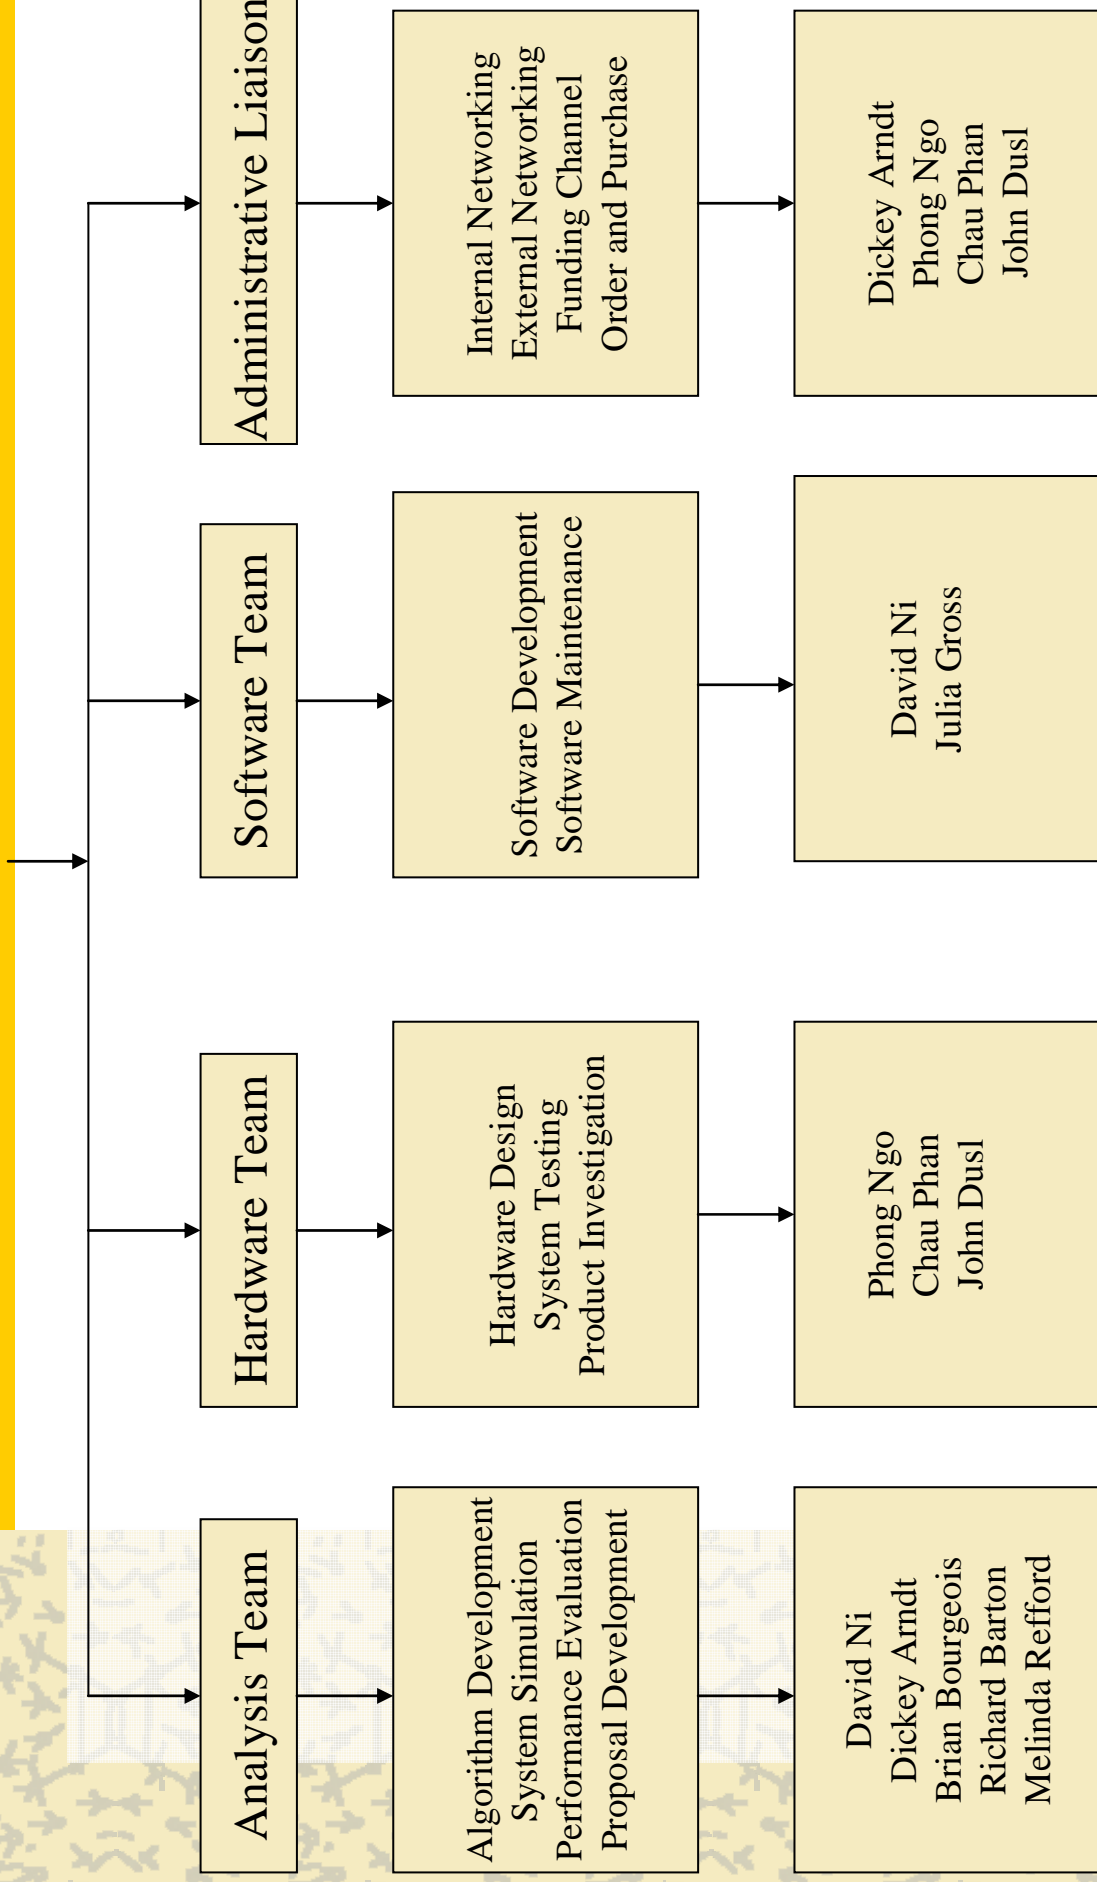 Analysis Team
Algorithm Development
System Simulation
Performance Evaluation
Proposal Development
David Ni
Dickey Arndt
Brian Bourgeois
Richard Barton
Melinda Refford
Hardware Team
Hardware Design
System Testing
Product Investigation
Phong Ngo
Chau Phan
John Dusl
Software Team
Software Development
Software Maintenance
David Ni
Julia Gross
Administrative Liaison
Internal Networking
External Networking
Funding Channel
Order and Purchase
Dickey Arndt
Phong Ngo
Chau Phan
John Dusl